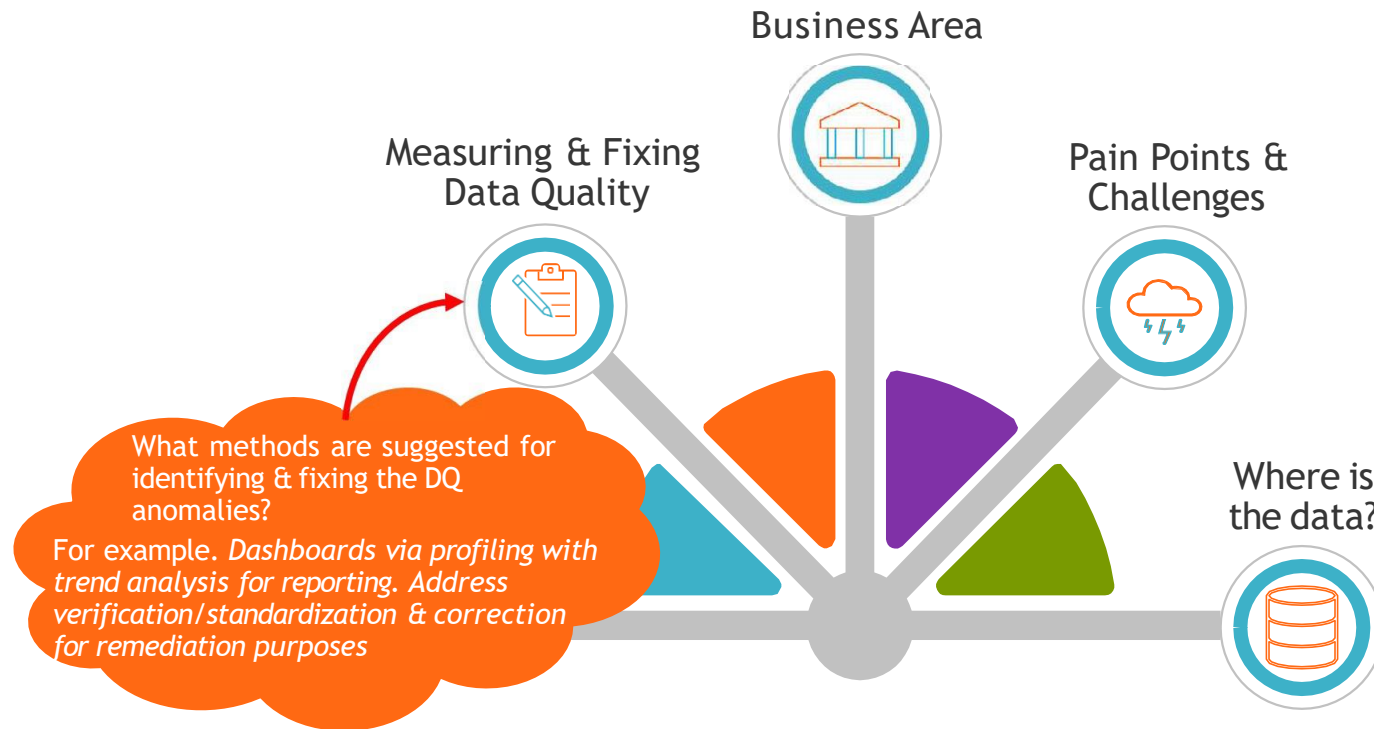 Business Area
Measuring & Fixing
Data Quality
Pain Points &
Challenges
Where is
the data?
What methods are suggested for
identifying & fixing the DQ
anomalies?
For example. Dashboards via profiling with
trend analysis for reporting. Address
verification/standardization & correction
for remediation purposes